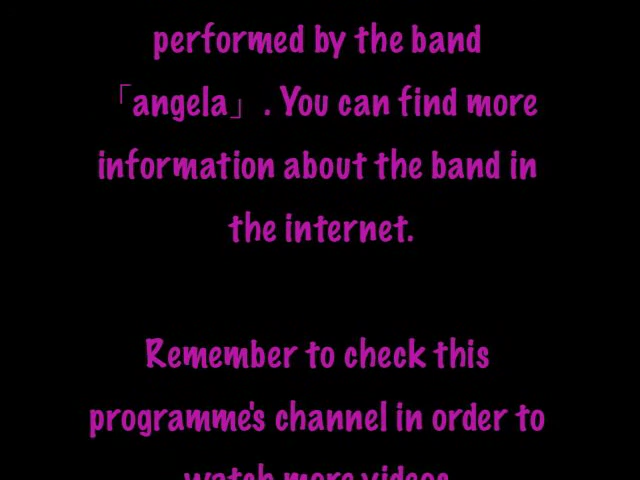 performed by the band
「angela」. You can find more
information about the band in
the internet.
Remember to check this
programme's channel in order to
watch more videos